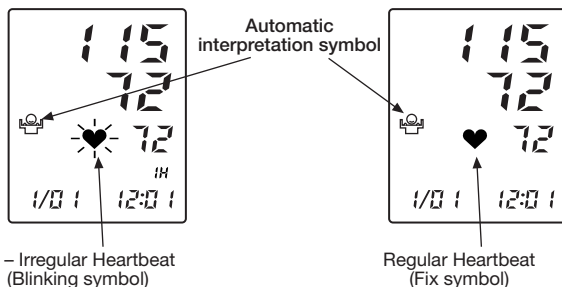 Automatic
interpretation symbol
115
72
72
IH
1/01 12:01
115
72
72
1/01 12:01
– Irregular Heartbeat
(Blinking symbol)
Regular Heartbeat
(Fix symbol)